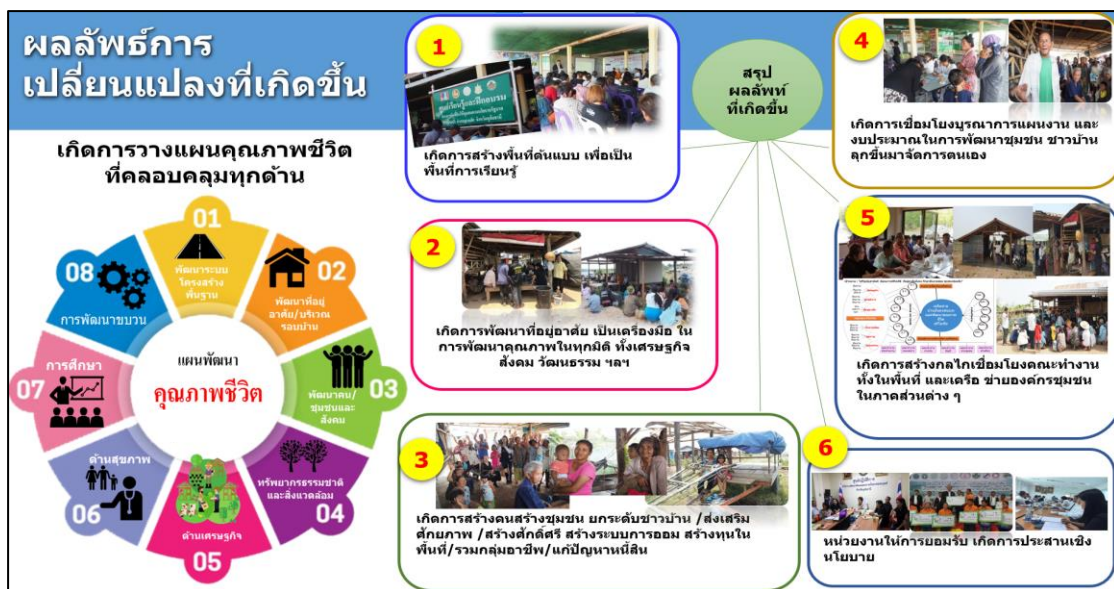 ผลลัพธ์การ
เปลี่ยนแปลงที่เกิดขึ้น
เกิดการวางแผนคุณภาพชีวิต
ที่คลอบคลุมทุกด้าน
01
พัฒนาระบบ
โครงสร้าง
พื้นฐาน
02
พัฒนาที่อยู่
อาศัย/บริเวณ
รอบบ้าน
03
พัฒนาคน/
ชุมชนและ
สังคม
04
ทรัพยากรธรรมชาติ
และสิ่งแวดล้อม
05
ด้านเศรษฐกิจ
06
ด้านสุขภาพ
07
การศึกษา
08
การพัฒนาขบวน
แผนพัฒนา
คุณภาพชีวิต
สรุป
ผลลัพท์
ที่เกิดขึ้น
1
ศูนย์เรียนรู้และฝึกอบรม
เกิดการสร้างพื้นที่ต้นแบบ เพื่อเป็น
พื้นที่การเรียนรู้
2
เกิดการพัฒนาที่อยู่อาศัย เป็นเครื่องมือ ใน
การพัฒนาคุณภาพในทุกมิติ ทั้งเศรษฐกิจ
สังคม วัฒนธรรม ฯลฯ
3
เกิดการสร้างคนสร้างชุมชน ยกระดับชาวบ้าน /ส่งเสริม
ศักยภาพ /สร้างศักดิ์ศรี สร้างระบบการออม สร้างทุนใน
พื้นที่/รวมกลุ่มอาชีพ/แก้ปัญหาหนี้สิน
4
เกิดการเชื่อมโยงบูรณาการแผนงาน และ
งบประมาณในการพัฒนาชุมชน ชาวบ้าน
ลุกขึ้นมาจัดการตนเอง
5
เกิดการสร้างกลไกเชื่อมโยงคณะทำงาน
ทั้งในพื้นที่ และเครือ ข่ายองค์กรชุมชน
ในภาคส่วนต่าง ๆ
6
หน่วยงานให้การยอมรับ เกิดการประสานเชิง
นโยบาย